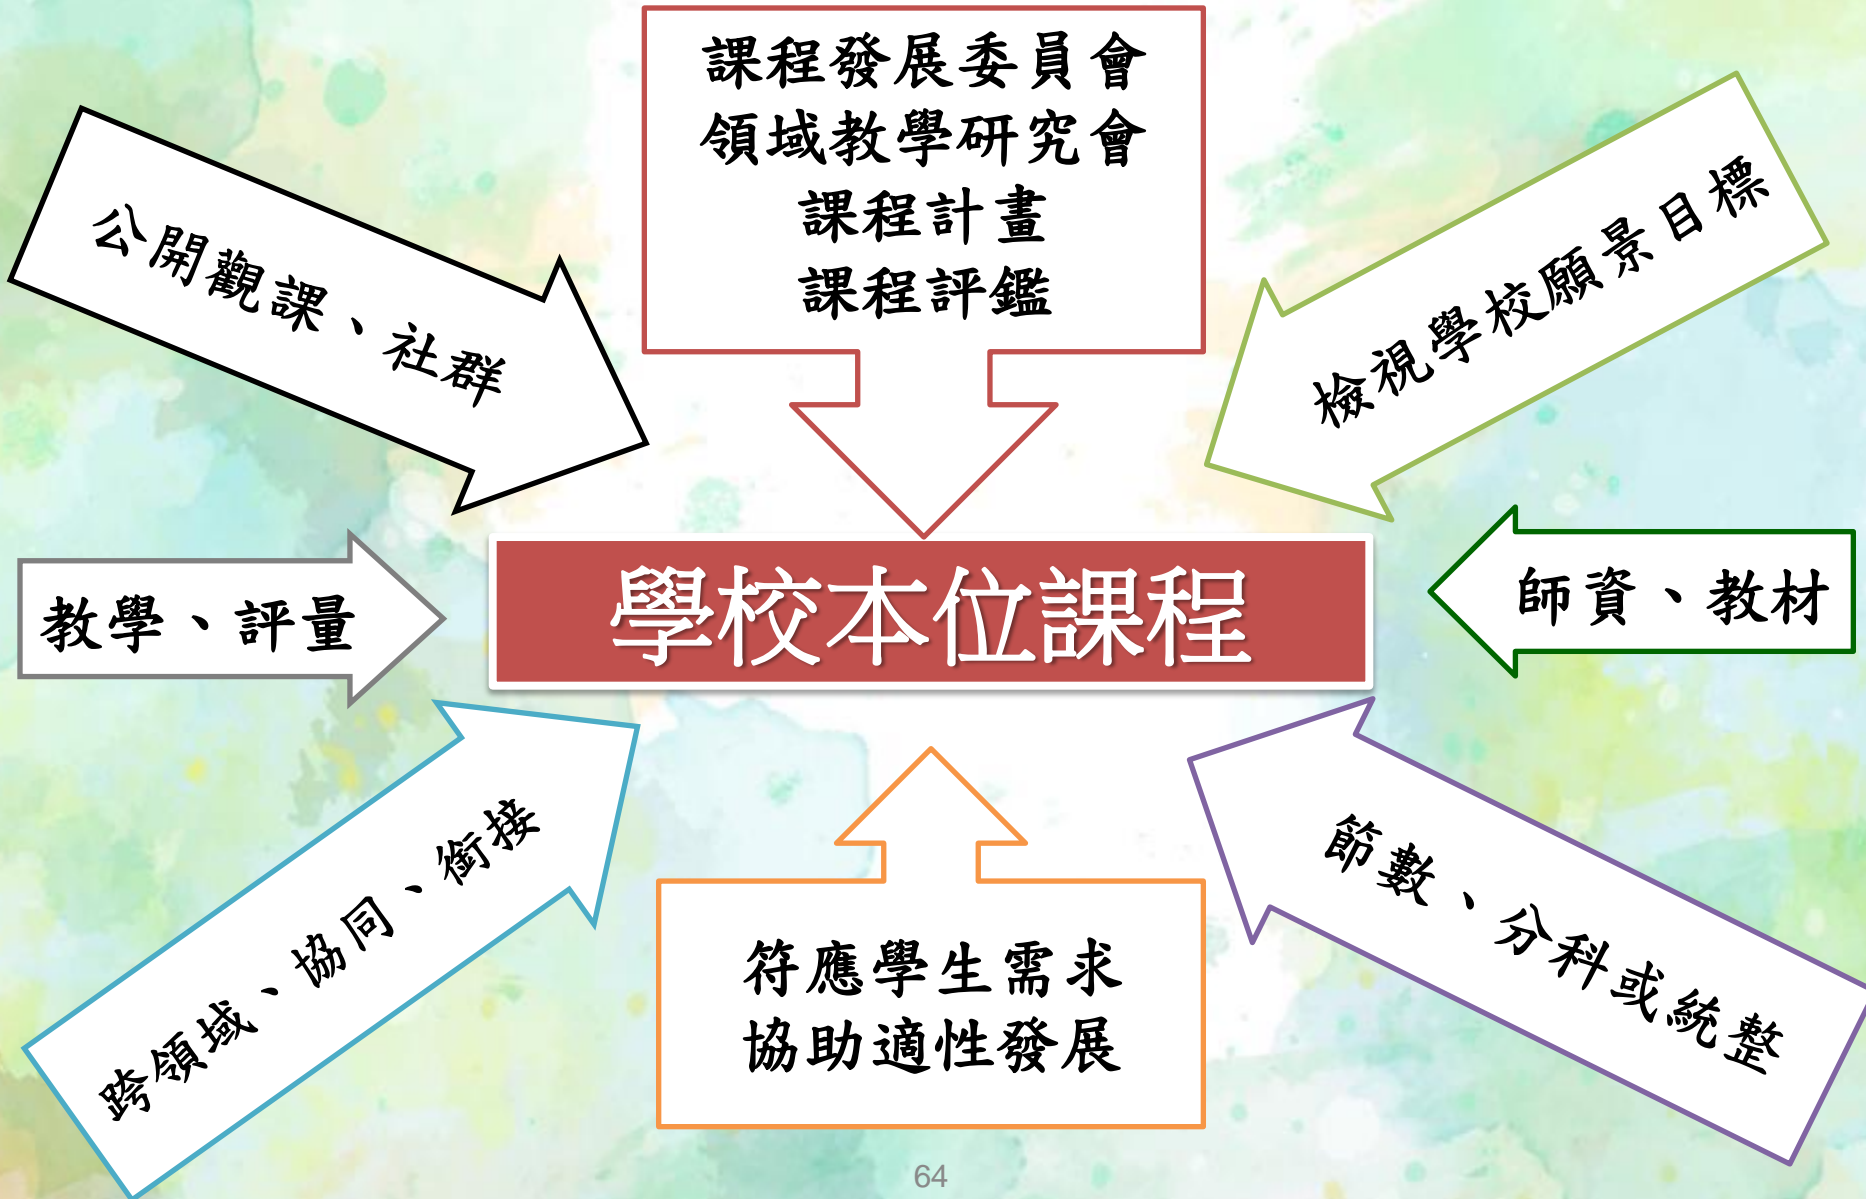 課程發展委員會
領域教學研究會
課程計畫
課程評鑑
公開觀課、社群
檢視學校願景目標
教學、評量
學校本位課程
師資、教材
跨領域、協同、銜接
符應學生需求
協助適性發展
節數、分科或統整
64